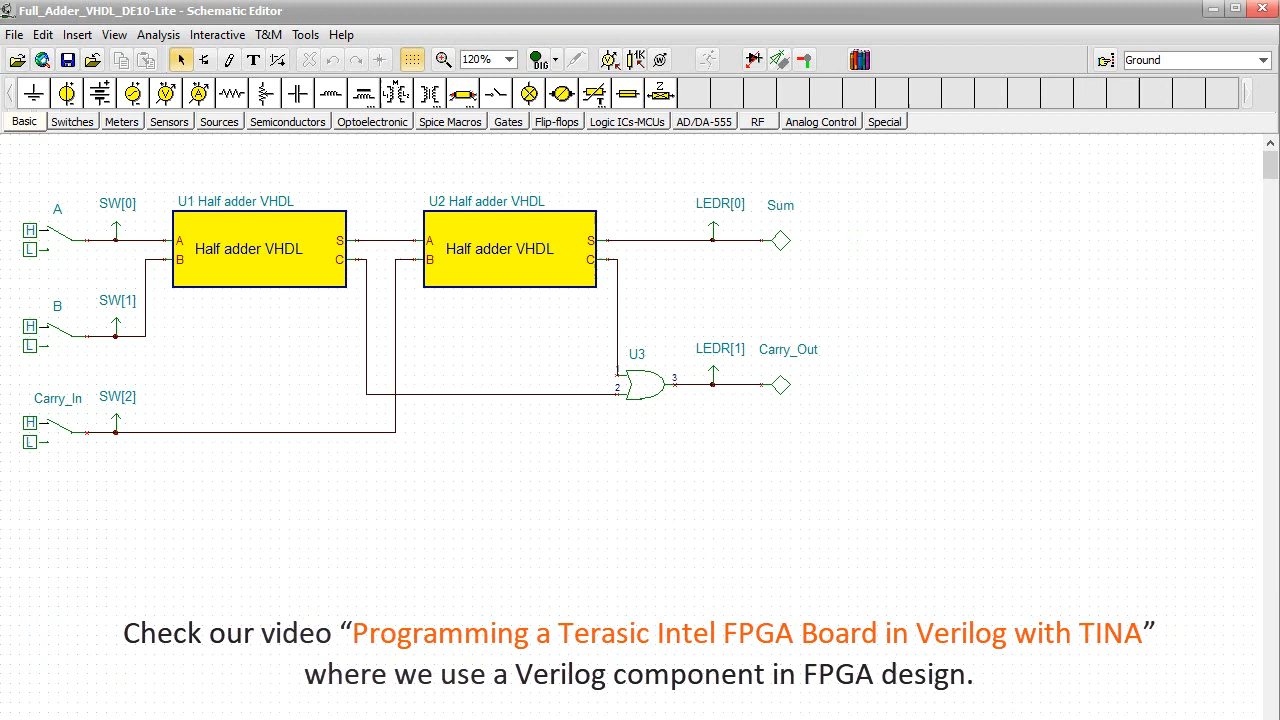 Full_Adder_VHDL_DE10-Lite - Schematic Editor
File Edit Insert View Analysis Interactive T&M Tools Help
120% DIG Ground
Basic Switches Meters Sensors Sources Semiconductors Optoelectronic Spice Macros Gates Flip-flops Logic ICs-MCUs AD/DA-555 RF Analog Control Special
A SW[0] U1 Half adder VHDL U2 Half adder VHDL LEDR[0] Sum
H A S A S
L B Half adder VHDL C B Half adder VHDL C
B SW[1]
H
L
U3 LEDR[1] Carry_Out
1
2 3
Carry_In SW[2]
H
L
Check our video “Programming a Terasic Intel FPGA Board in Verilog with TINA”
where we use a Verilog component in FPGA design.